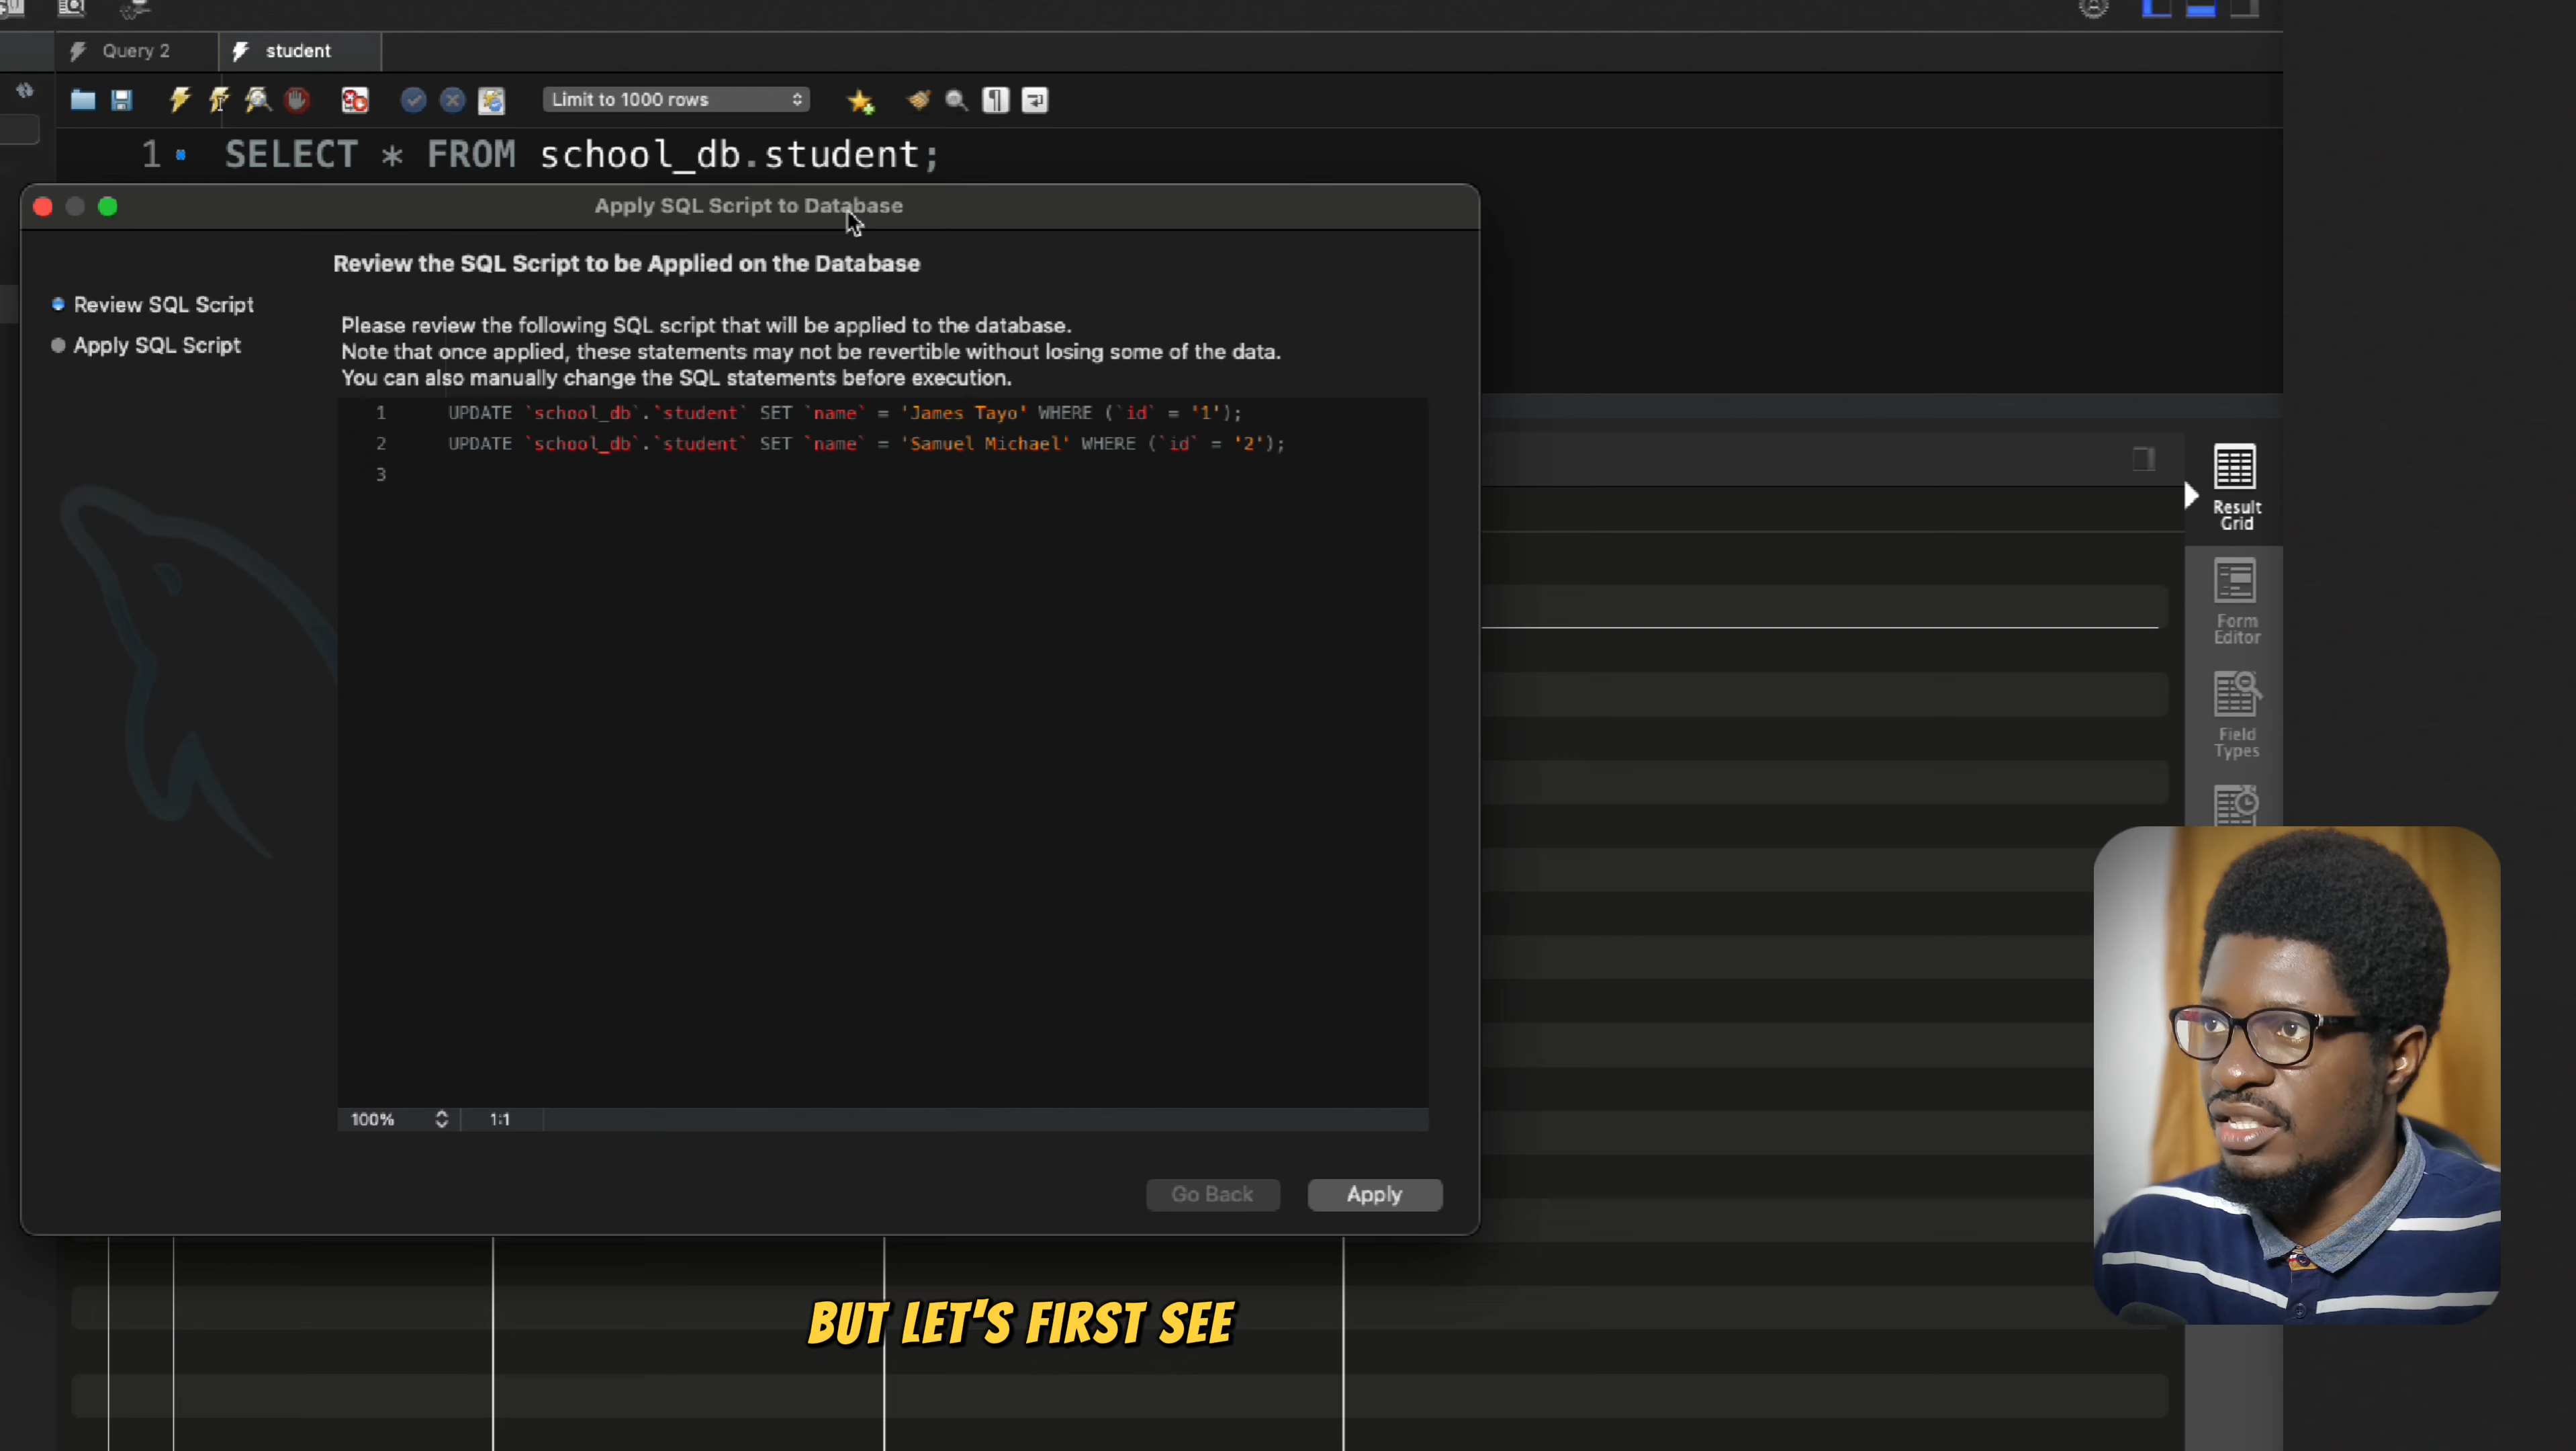 Query 2
student
Limit to 1000 rows
1 SELECT * FROM school_db.student;
Apply SQL Script to Database
Review the SQL Script to be Applied on the Database
Review SQL Script
Apply SQL Script
Please review the following SQL script that will be applied to the database.
Note that once applied, these statements may not be revertible without losing some of the data.
You can also manually change the SQL statements before execution.
1 UPDATE `school_db`.`student` SET `name` = 'James Tayo' WHERE (`id` = '1');
2 UPDATE `school_db`.`student` SET `name` = 'Samuel Michael' WHERE (`id` = '2');
3
100% 1:1
Go Back Apply
Result
Grid
Form
Editor
Field
Types
BUT LET'S FIRST SEE